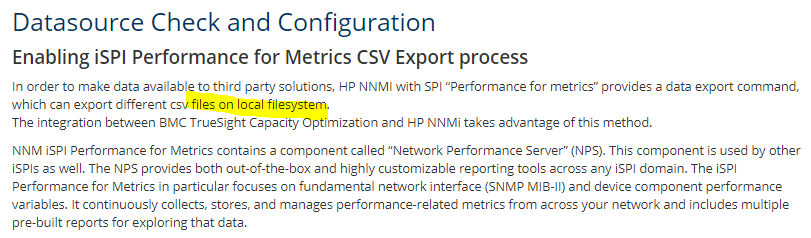 Datasource Check and Configuration
Enabling iSPI Performance for Metrics CSV Export process
In order to make data available to third party solutions, HP NNMI with SPI “Performance for metrics” provides a data export command,
which can export different csv files on local filesystem.
The integration between BMC TrueSight Capacity Optimization and HP NNMi takes advantage of this method.
NNM iSPI Performance for Metrics contains a component called “Network Performance Server” (NPS). This component is used by other
iSPIs as well. The NPS provides both out-of-the-box and highly customizable reporting tools across any iSPI domain. The iSPI
Performance for Metrics in particular focuses on fundamental network interface (SNMP MIB-II) and device component performance
variables. It continuously collects, stores, and manages performance-related metrics from across your network and includes multiple
pre-built reports for exploring that data.